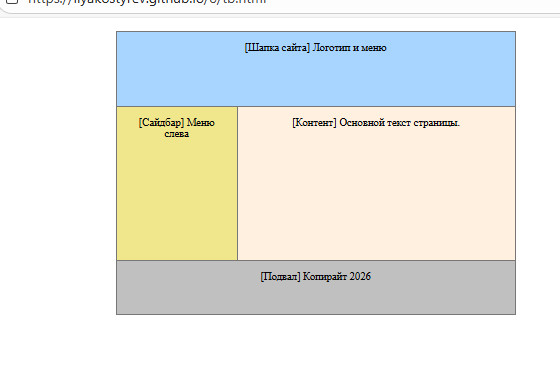 https://ilyakostyrev.github.io/6/tb.html
[Шапка сайта] Логотип и меню
[Сайдбар] Меню
слева
[Контент] Основной текст страницы.
[Подвал] Копирайт 2026